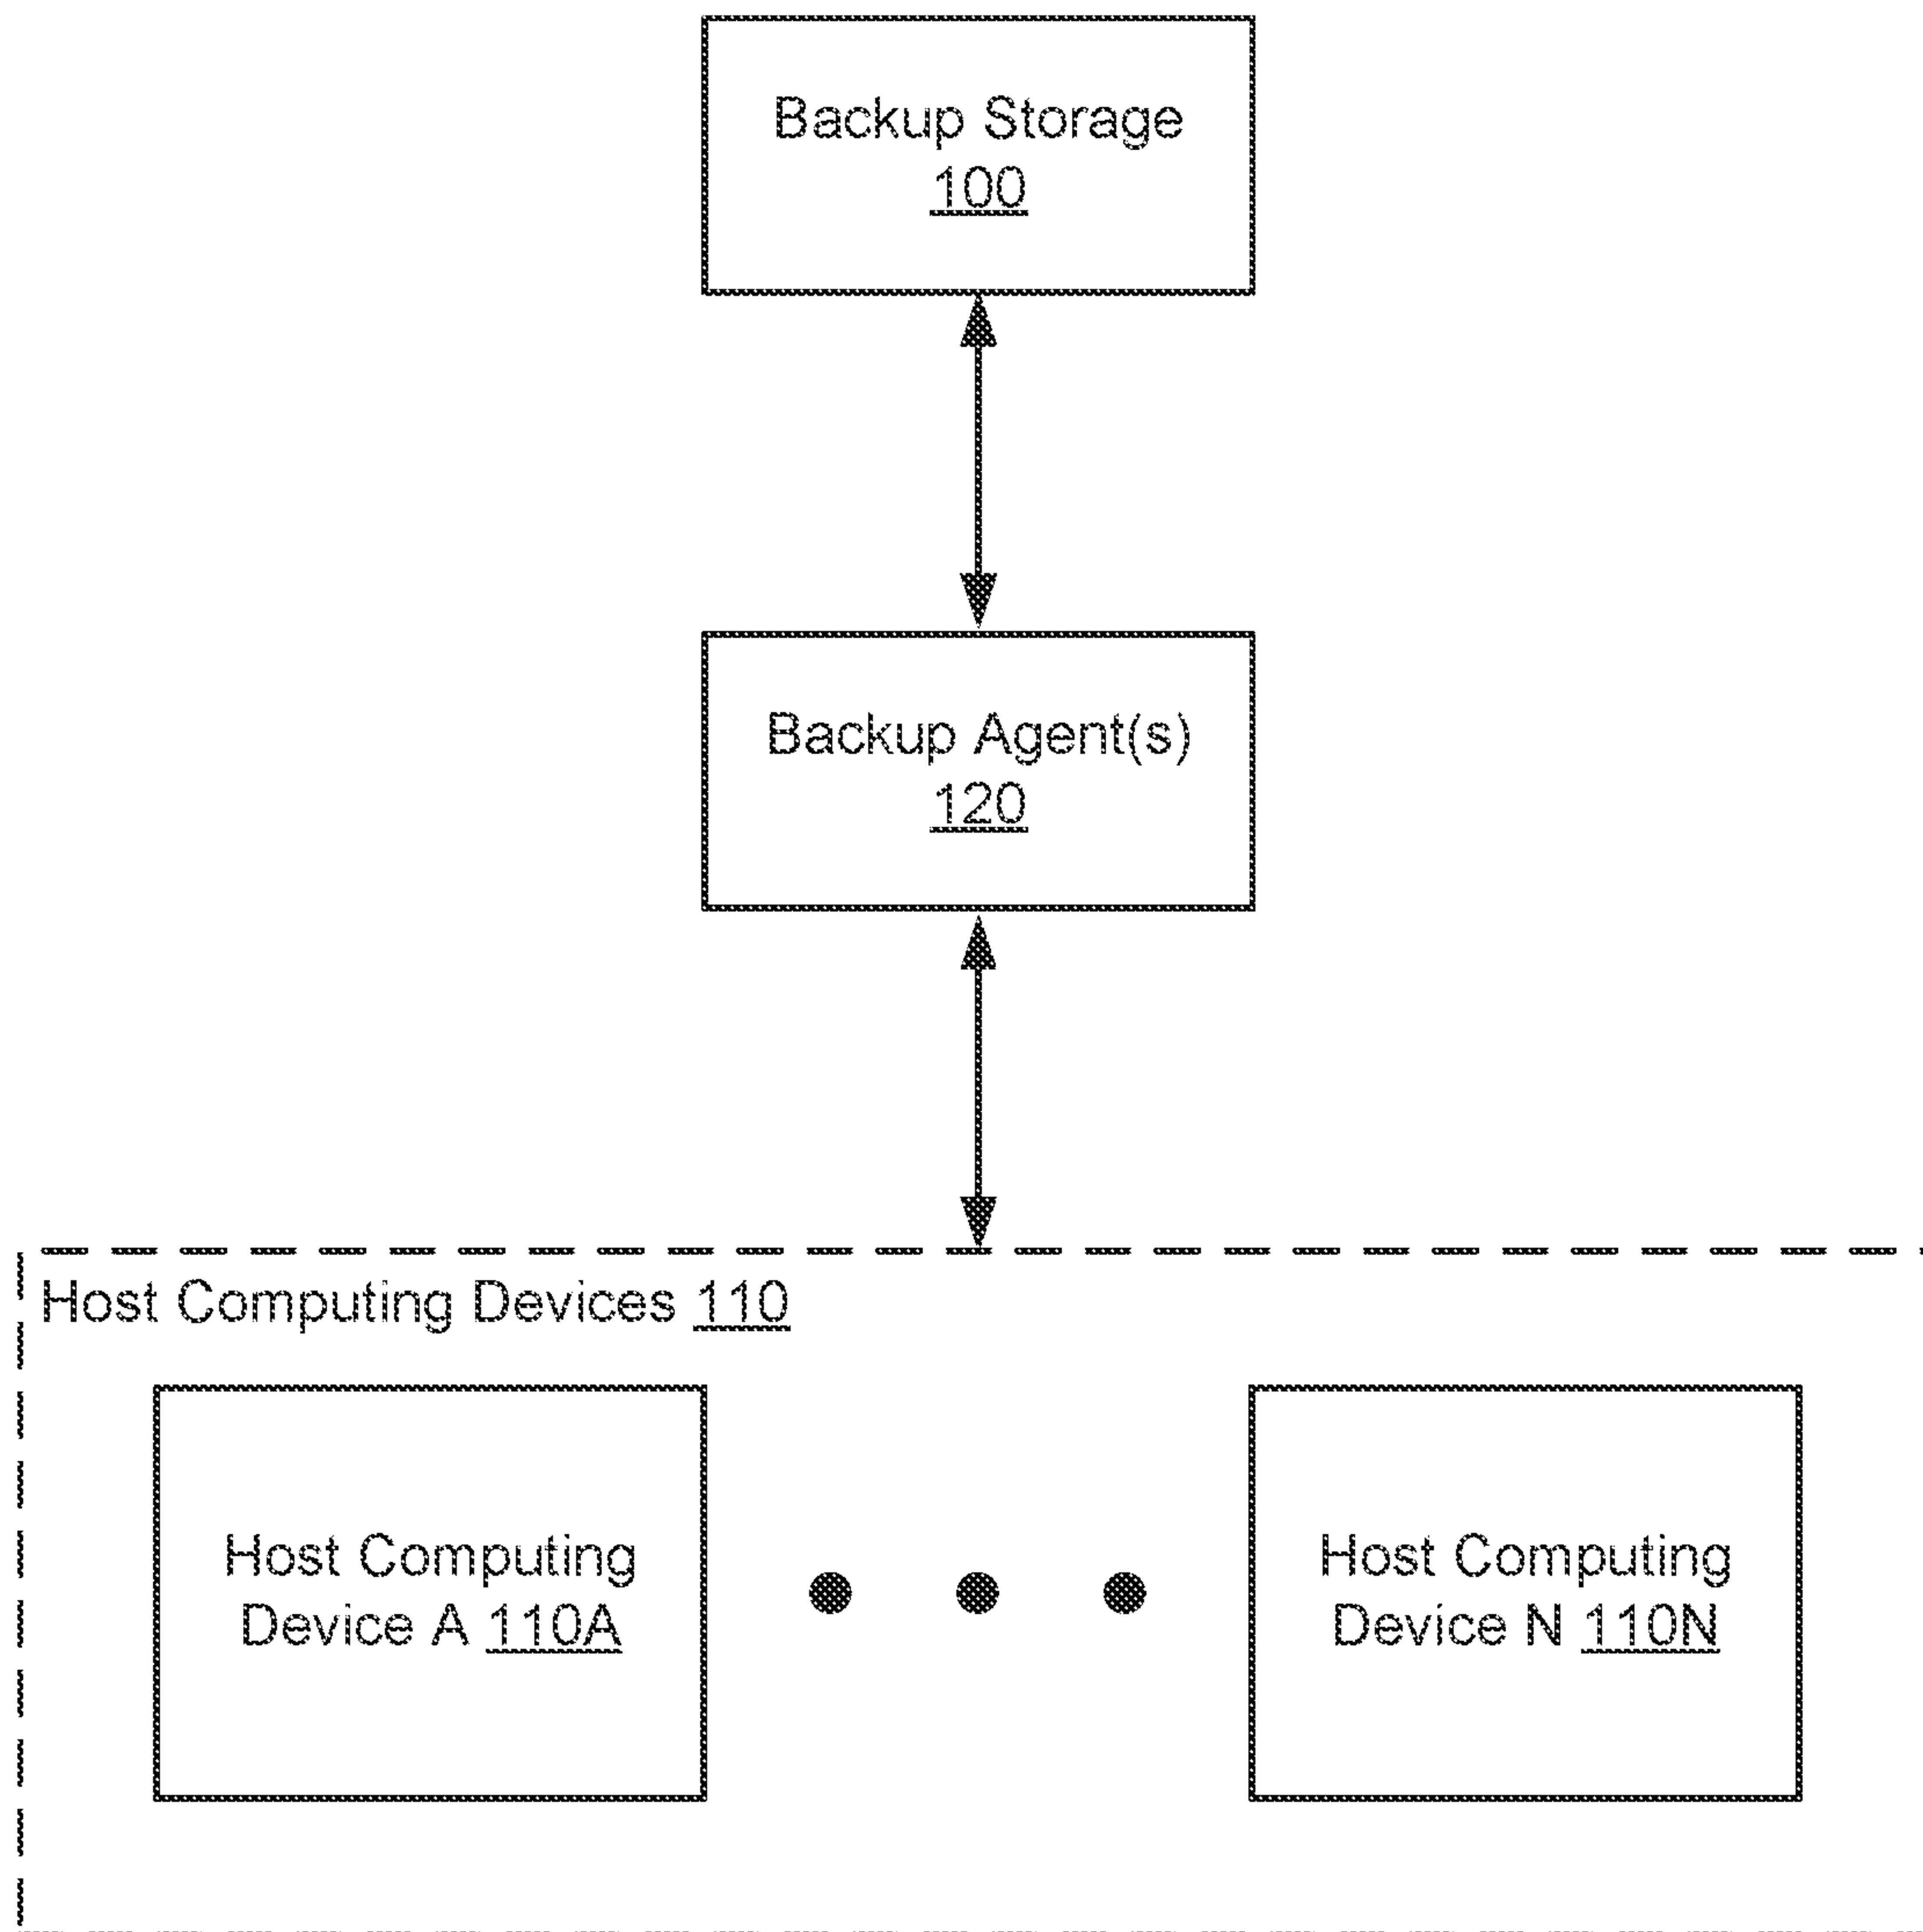 Backup Storage
100
Backup Agent(s)
120
Host Computing Devices 110
Host Computing
Device A 110A
Host Computing
Device N 110N